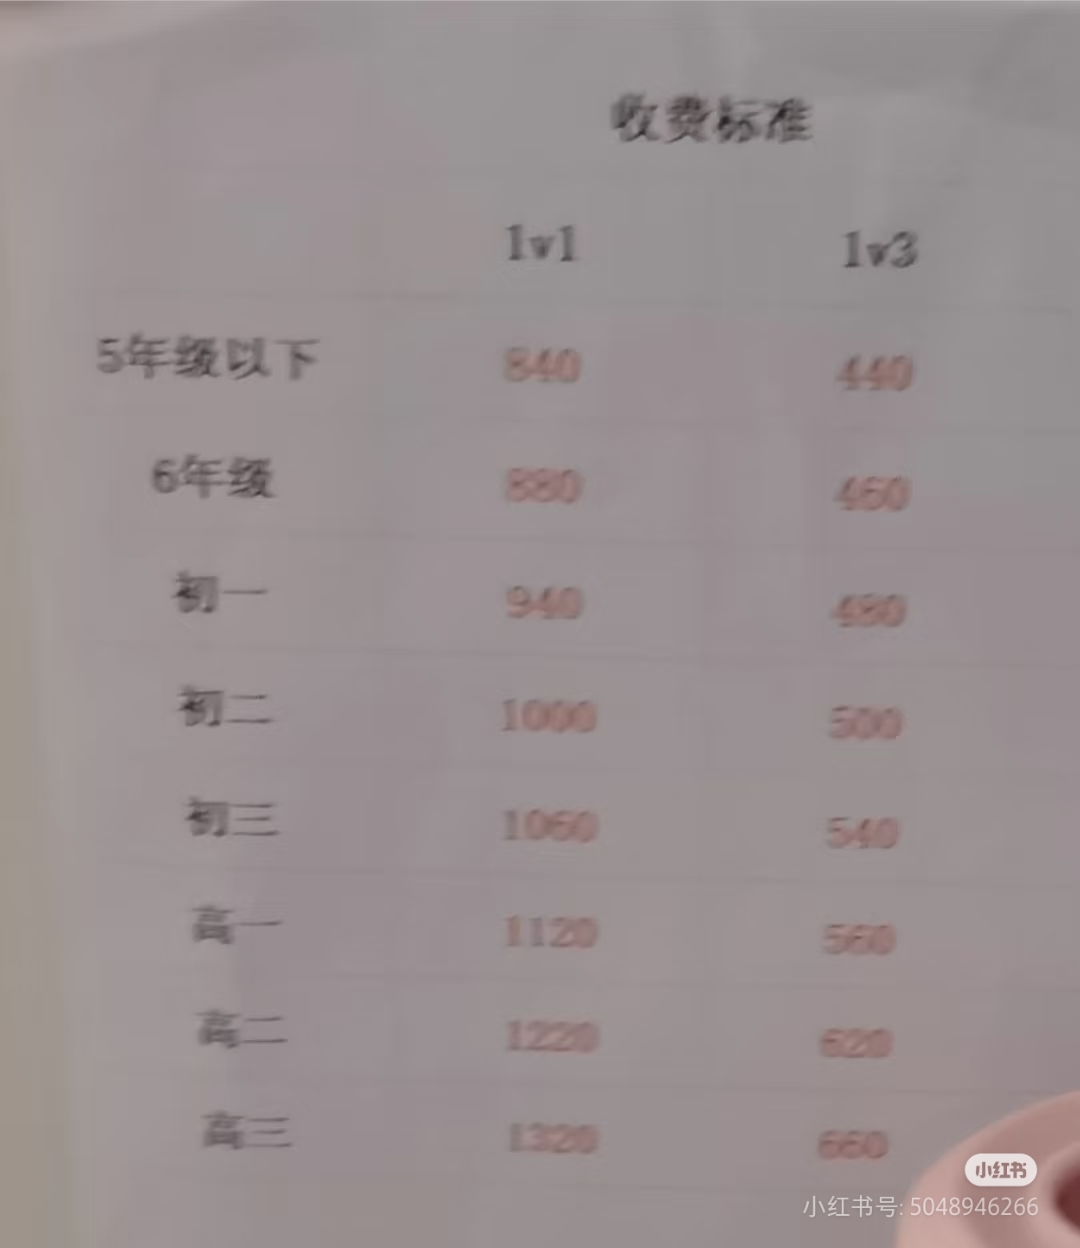 收费标准
1v1 1v3
5年级以下 840 440
6年级 880 460
初一 940 480
初二 1000 500
初三 1060 540
高一 1120 560
高二 1220 620
高三 1320 660
小红书
小红书号: 5048946266